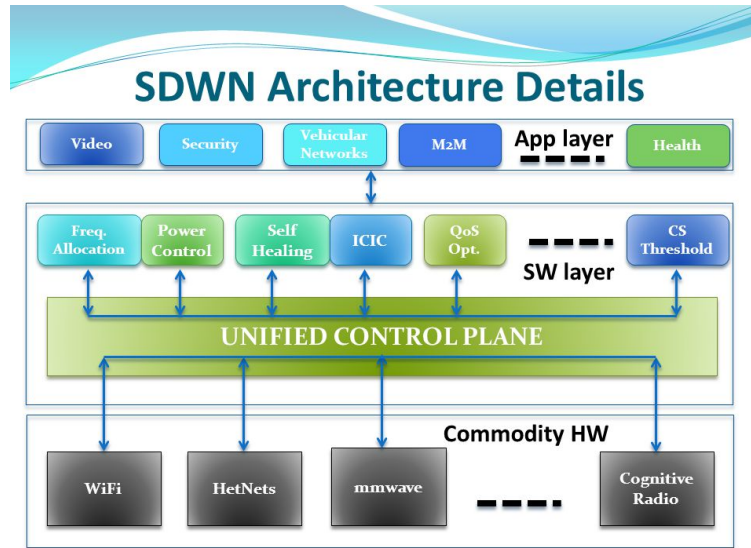 SDWN Architecture Details
Video
Security
Vehicular
Networks
M2M
App layer
Health
Freq.
Allocation
Power
Control
Self
Healing
ICIC
QoS
Opt.
SW layer
CS
Threshold
UNIFIED CONTROL PLANE
Commodity HW
WiFi
HetNets
mmwave
Cognitive
Radio